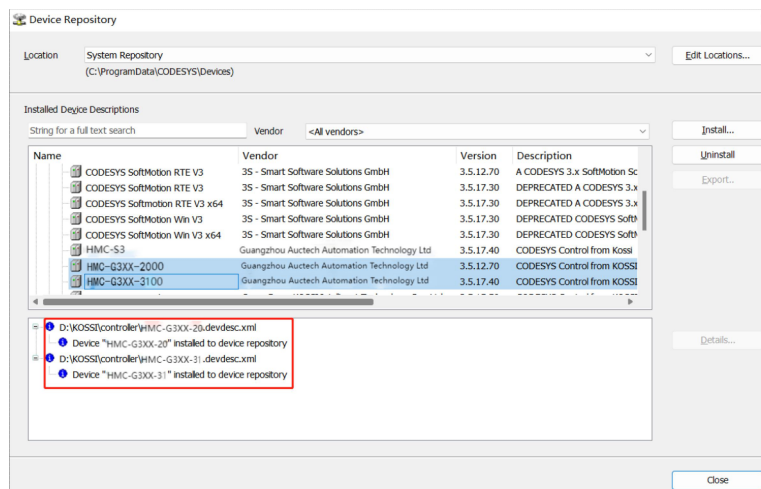 Device Repository
Location System Repository Edit Locations...
(C:\ProgramData\CODESYS\Devices)
Installed Device Descriptions
String for a full text search Vendor <All vendors> Install...
Name Vendor Version Description Uninstall
CODESYS SoftMotion RTE V3 3S - Smart Software Solutions GmbH 3.5.12.70 A CODESYS 3.x SoftMotion Sc
Export...
CODESYS SoftMotion RTE V3 3S - Smart Software Solutions GmbH 3.5.17.30 DEPRECATED A CODESYS 3.x
CODESYS Softmotion RTE V3 x64 3S - Smart Software Solutions GmbH 3.5.17.30 DEPRECATED A CODESYS 3.x
CODESYS SoftMotion Win V3 3S - Smart Software Solutions GmbH 3.5.17.30 DEPRECATED CODESYS Soft
CODESYS SoftMotion Win V3 x64 3S - Smart Software Solutions GmbH 3.5.17.30 DEPRECATED CODESYS Soft
HMC-S3 Guangzhou Auctech Automation Technology Ltd 3.5.17.40 CODESYS Control from Kossi
HMC-G3XX-2000 Guangzhou Auctech Automation Technology Ltd 3.5.12.70 CODESYS Control from KOSSI
HMC-G3XX-3100 Guangzhou Auctech Automation Technology Ltd 3.5.17.40 CODESYS Control from KOSSI
D:\KOSSI\controller\HMC-G3XX-20.devdesc.xml
Device "HMC-G3XX-20" installed to device repository
Details...
D:\KOSSI\controller\HMC-G3XX-31.devdesc.xml
Device "HMC-G3XX-31" installed to device repository
Close